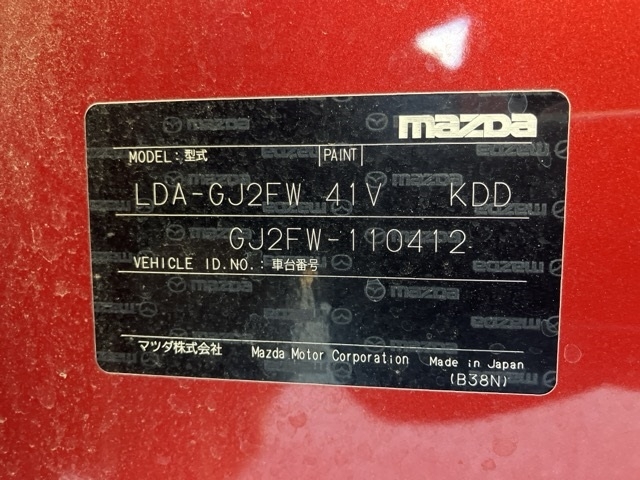 mazda
MODEL:型式 PAINT
LDA-GJ2FW 41V KDD
GJ2FW-110412
VEHICLE ID.NO.:車台番号
マツダ株式会社 Mazda Motor Corporation Made in Japan
(B38N)